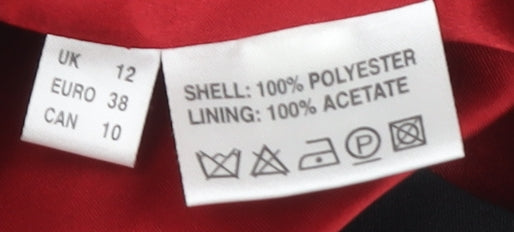 UK 12
EURO 38
CAN 10
SHELL: 100% POLYESTER
LINING: 100% ACETATE
P